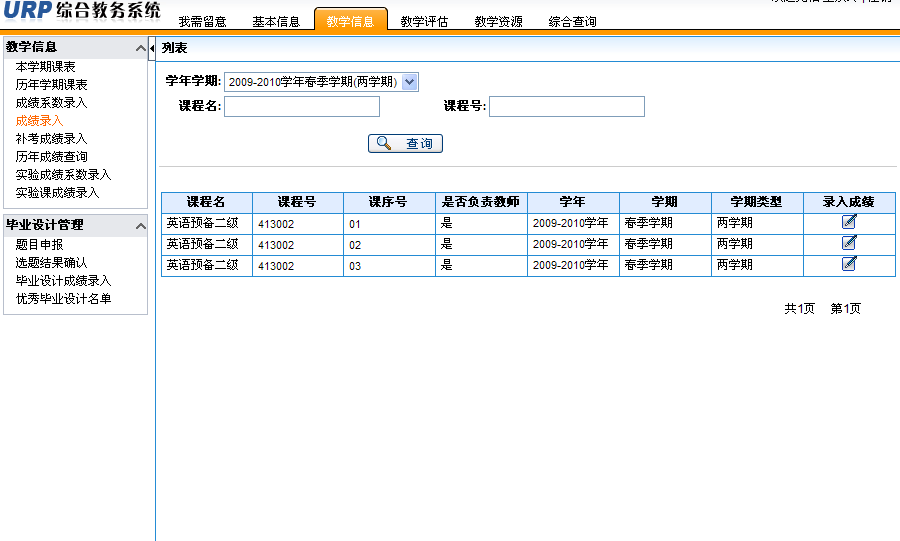 URP 综合教务系统
我需留意 基本信息 教学信息 教学评估 教学资源 综合查询
教学信息
本学期课表
历年学期课表
成绩系数录入
成绩录入
补考成绩录入
历年成绩查询
实验成绩系数录入
实验课成绩录入
毕业设计管理
题目申报
选题结果确认
毕业设计成绩录入
优秀毕业设计名单
列表
学年学期: 2009-2010学年春季学期(两学期)
课程名: 课程号:
查询
课程名 课程号 课序号 是否负责教师 学年 学期 学期类型 录入成绩
英语预备二级 413002 01 是 2009-2010学年 春季学期 两学期
英语预备二级 413002 02 是 2009-2010学年 春季学期 两学期
英语预备二级 413002 03 是 2009-2010学年 春季学期 两学期
共1页 第1页